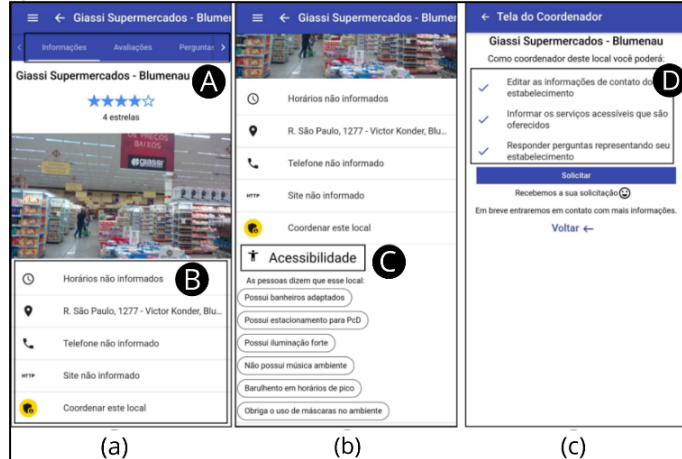 Giassi Supermercados - Blumen
Informações Avaliações Perguntas
A
Giassi Supermercados - Blumenau
4 estrelas
DE PREÇOS
BAIXOS
giassi
B
Horários não informados
R. São Paulo, 1277 - Victor Konder, Blu...
Telefone não informado
HTTP Site não informado
Coordenar este local
(a)
Giassi Supermercados - Blumen
Horários não informados
R. São Paulo, 1277 - Victor Konder, Blu...
Telefone não informado
HTTP Site não informado
Coordenar este local
Acessibilidade
C
As pessoas dizem que esse local:
Possui banheiros adaptados
Possui estacionamento para PcD
Possui iluminação forte
Não possui música ambiente
Barulhento em horários de pico
Obriga o uso de máscaras no ambiente
(b)
Tela do Coordenador
Giassi Supermercados - Blumenau
Como coordenador deste local você poderá:
D
Editar as informações de contato do
estabelecimento
Informar os serviços acessíveis que são
oferecidos
Responder perguntas representando seu
estabelecimento
Solicitar
Recebemos a sua solicitação
Em breve entraremos em contato com mais informações.
Voltar
(c)